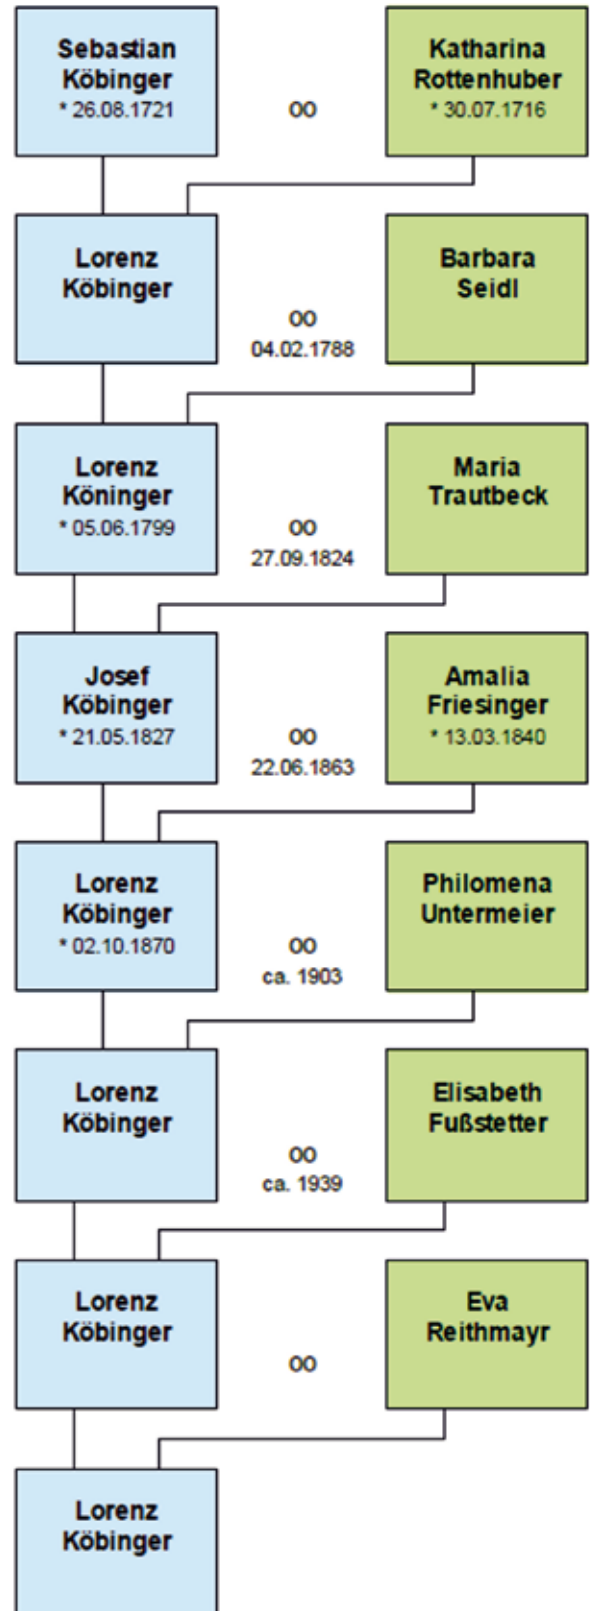 Sebastian
Köbinger
* 26.08.1721
oo
Katharina
Rottenhuber
* 30.07.1716
Lorenz
Köbinger
oo
04.02.1788
Barbara
Seidl
Lorenz
Köninger
* 05.06.1799
oo
27.09.1824
Maria
Trautbeck
Josef
Köbinger
* 21.05.1827
oo
22.06.1863
Amalia
Friesinger
* 13.03.1840
Lorenz
Köbinger
* 02.10.1870
oo
ca. 1903
Philomena
Untermeier
Lorenz
Köbinger
oo
ca. 1939
Elisabeth
Fußstetter
Lorenz
Köbinger
oo
Eva
Reithmayr
Lorenz
Köbinger